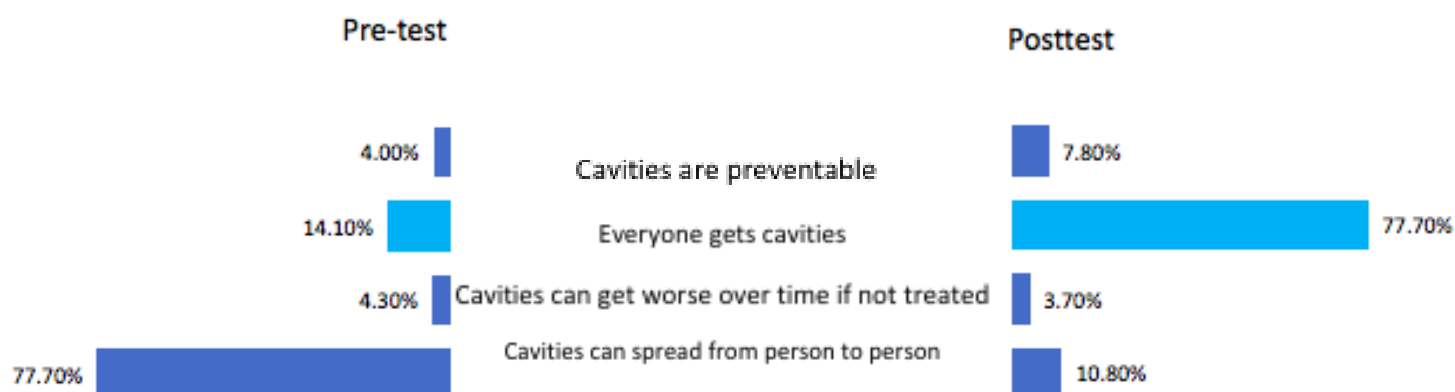 Pre-test
Posttest
4.00%
Cavities are preventable
7.80%
14.10%
Everyone gets cavities
77.70%
4.30%
Cavities can get worse over time if not treated
3.70%
77.70%
Cavities can spread from person to person
10.80%